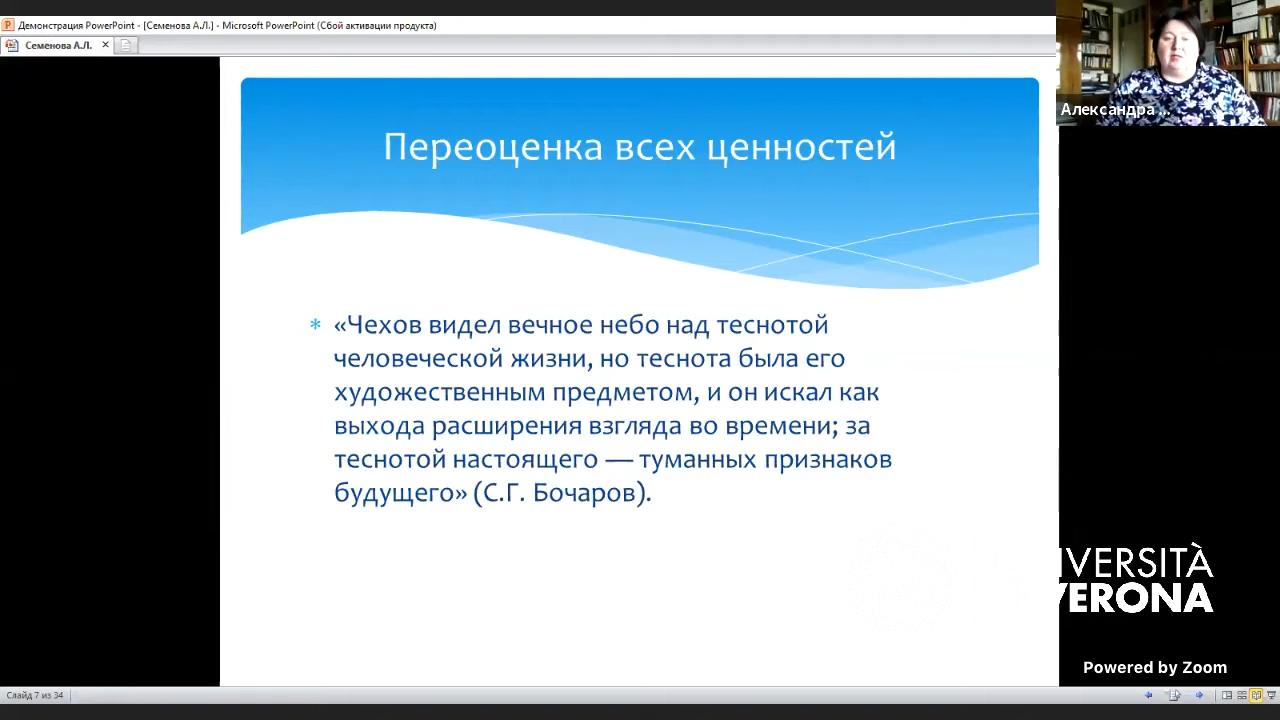 Демонстрация PowerPoint - [Семенова А.Л.] - Microsoft PowerPoint (Сбой активации продукта)
Семенова А.Л.
Александра ...
Переоценка всех ценностей
«Чехов видел вечное небо над теснотой
человеческой жизни, но теснота была его
художественным предметом, и он искал как
выхода расширения взгляда во времени; за
теснотой настоящего — туманных признаков
будущего» (С.Г. Бочаров).
IVERSITÀ
VERONA
Powered by Zoom
Слайд 7 из 34